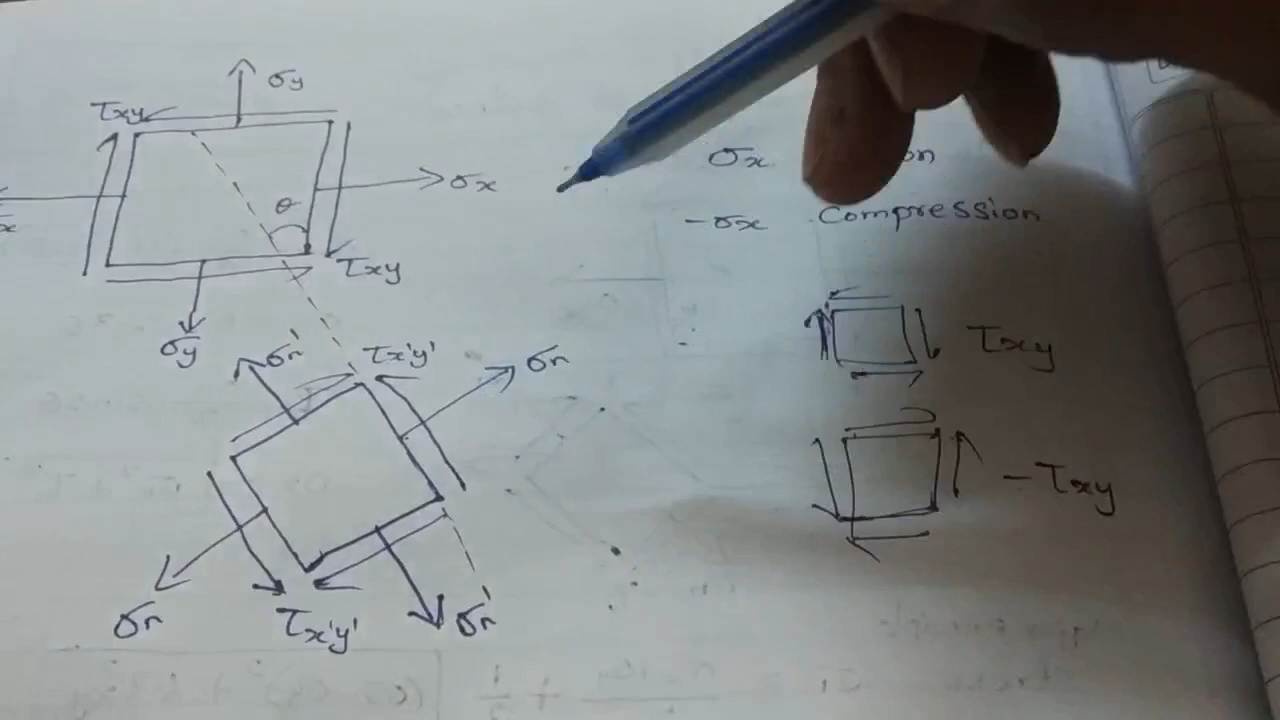 σy
τxy
σx
θ
τxy
σy
σx
-σx Compression
τxy
-τxy
σn'
τx'y'
σn
σn
τx'y'
σn'